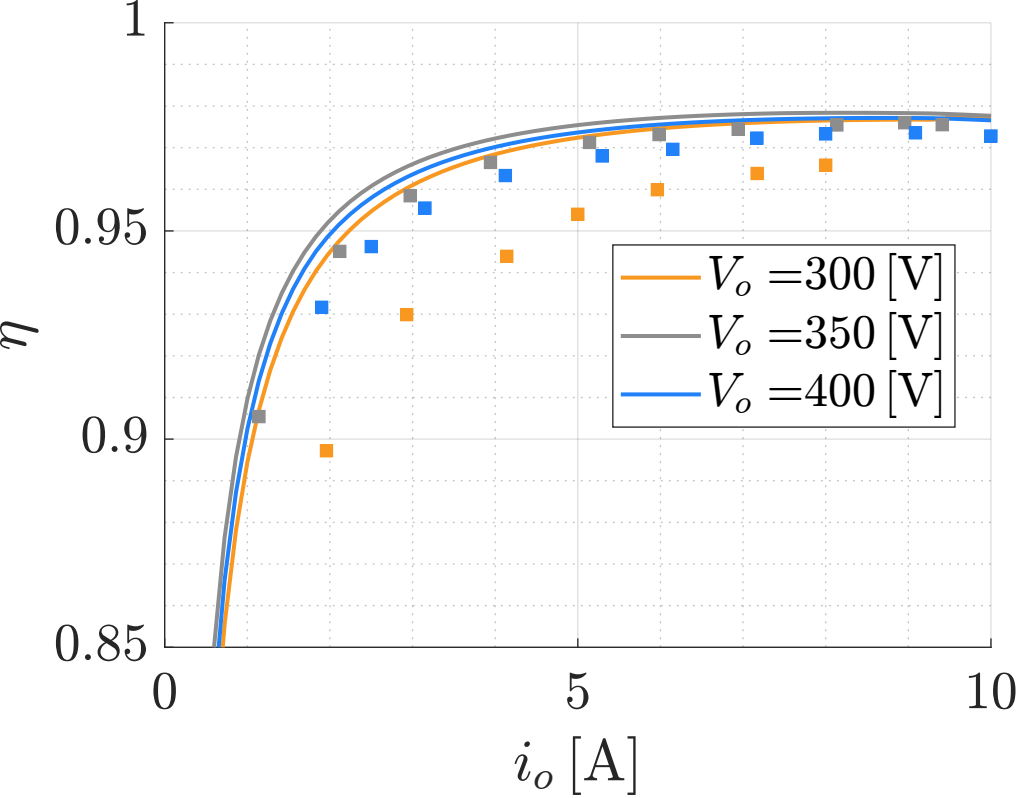 1
0.95
0.9
0.85
η
0 5 10
i_o [A]
V_o =300 [V]
V_o =350 [V]
V_o =400 [V]